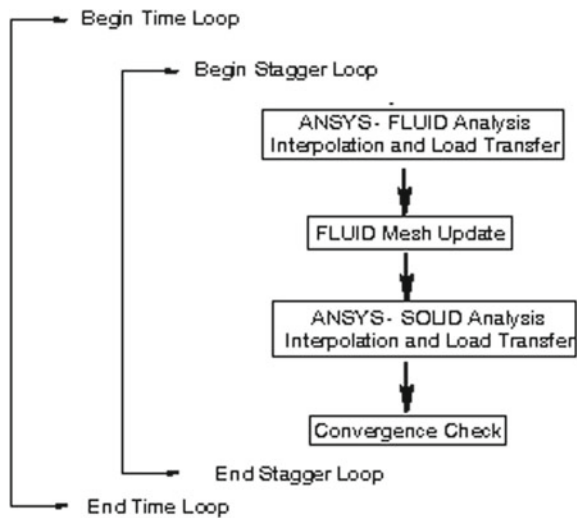 Begin Time Loop
Begin Stagger Loop
ANSYS- FLUID Analysis
Interpolation and Load Transfer
FLUID Mesh Update
ANSYS- SOLID Analysis
Interpolation and Load Transfer
Convergence Check
End Stagger Loop
End Time Loop